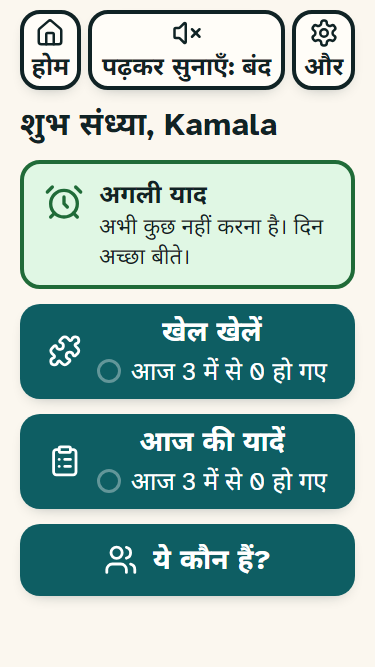 होम
पढ़कर सुनाएँ: बंद
और
शुभ संध्या, Kamala
अगली याद
अभी कुछ नहीं करना है। दिन
अच्छा बीते।
खेल खेलें
आज 3 में से 0 हो गए
आज की यादें
आज 3 में से 0 हो गए
ये कौन हैं?